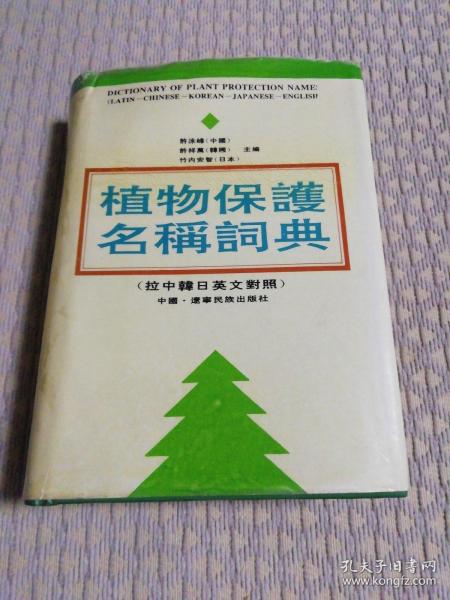 DICTIONARY OF PLANT PROTECTION NAMES
(LATIN－CHINESE－KOREAN－JAPANESE－ENGLISH
許泳峰(中國)
許祥萬(韓國) 主編
竹内安智(日本)
植物保護
名稱詞典
(拉中韓日英文對照)
中國·遼寧民族出版社
孔夫子旧书网
www.kongfz.com